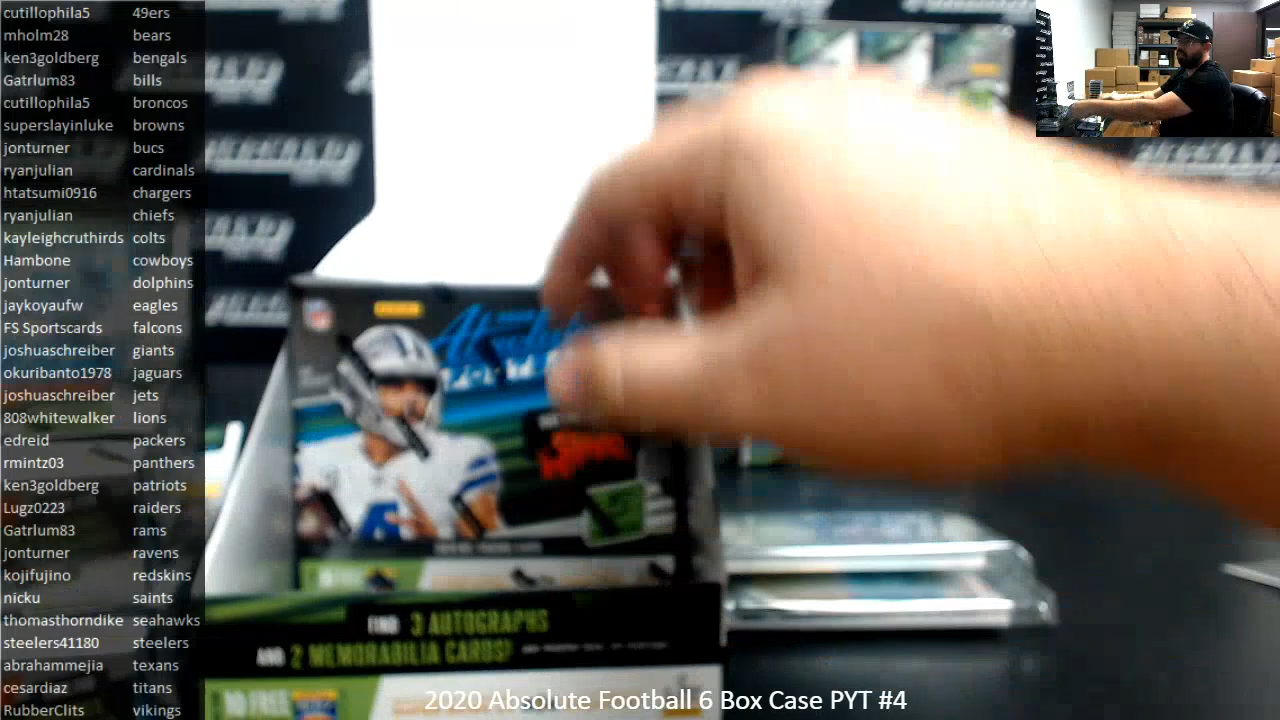 cutillophila5 49ers
mholm28 bears
ken3goldberg bengals
Gatrlum83 bills
cutillophila5 broncos
superslayinluke browns
jonturner bucs
ryanjulian cardinals
htatsumi0916 chargers
ryanjulian chiefs
kayleighcruthirds colts
Hambone cowboys
jonturner dolphins
jaykoyaufw eagles
FS Sportscards falcons
joshuaschreiber giants
okuribanto1978 jaguars
joshuaschreiber jets
808whitewalker lions
edreid packers
rmintz03 panthers
ken3goldberg patriots
Lugz0223 raiders
Gatrlum83 rams
jonturner ravens
kojifujino redskins
nicku saints
thomasthorndike seahawks
steelers41180 steelers
abrahammejia texans
cesardiaz titans
RubberClits vikings
Absolute
FIND 3 AUTOGRAPHS
AND 2 MEMORABILIA CARDS!
10 FREE
2020 Absolute Football 6 Box Case PYT #4